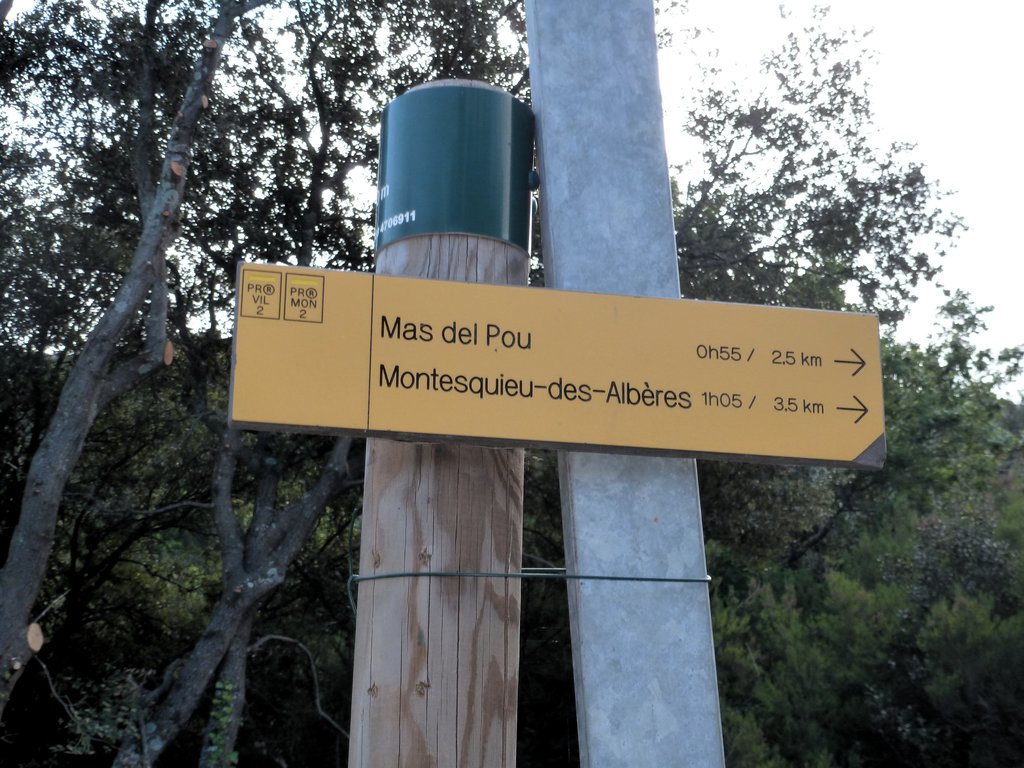 m
4706911
PR®
VIL
2
PR®
MON
2
Mas del Pou 0h55 / 2.5 km →
Montesquieu-des-Albères 1h05 / 3.5 km →